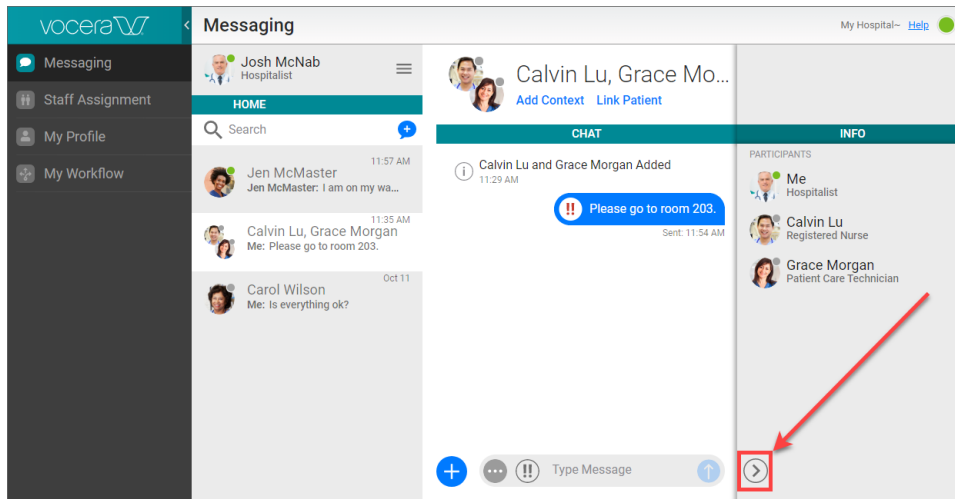 vocera
Messaging
My Hospital~ Help
Messaging
Staff Assignment
My Profile
My Workflow
Josh McNab
Hospitalist
HOME
Search
11:57 AM
Jen McMaster
Jen McMaster: I am on my wa...
11:35 AM
Calvin Lu, Grace Morgan
Me: Please go to room 203.
Oct 11
Carol Wilson
Me: Is everything ok?
Calvin Lu, Grace Mo...
Add Context Link Patient
CHAT
Calvin Lu and Grace Morgan Added
11:29 AM
!! Please go to room 203.
Sent: 11:54 AM
!! Type Message
INFO
PARTICIPANTS
Me
Hospitalist
Calvin Lu
Registered Nurse
Grace Morgan
Patient Care Technician